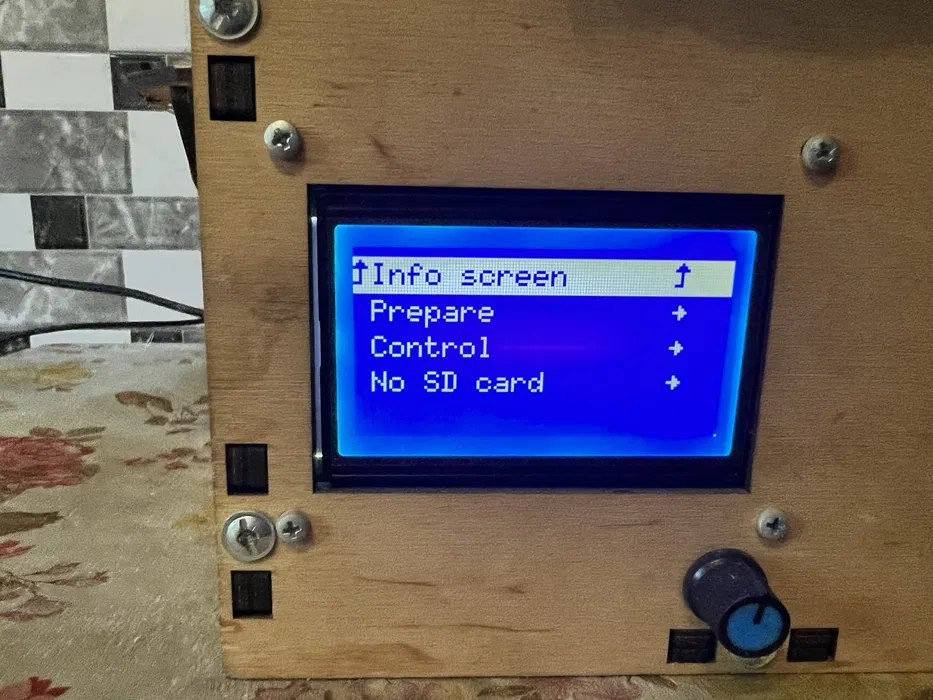 Info screen
Prepare
Control
No SD card